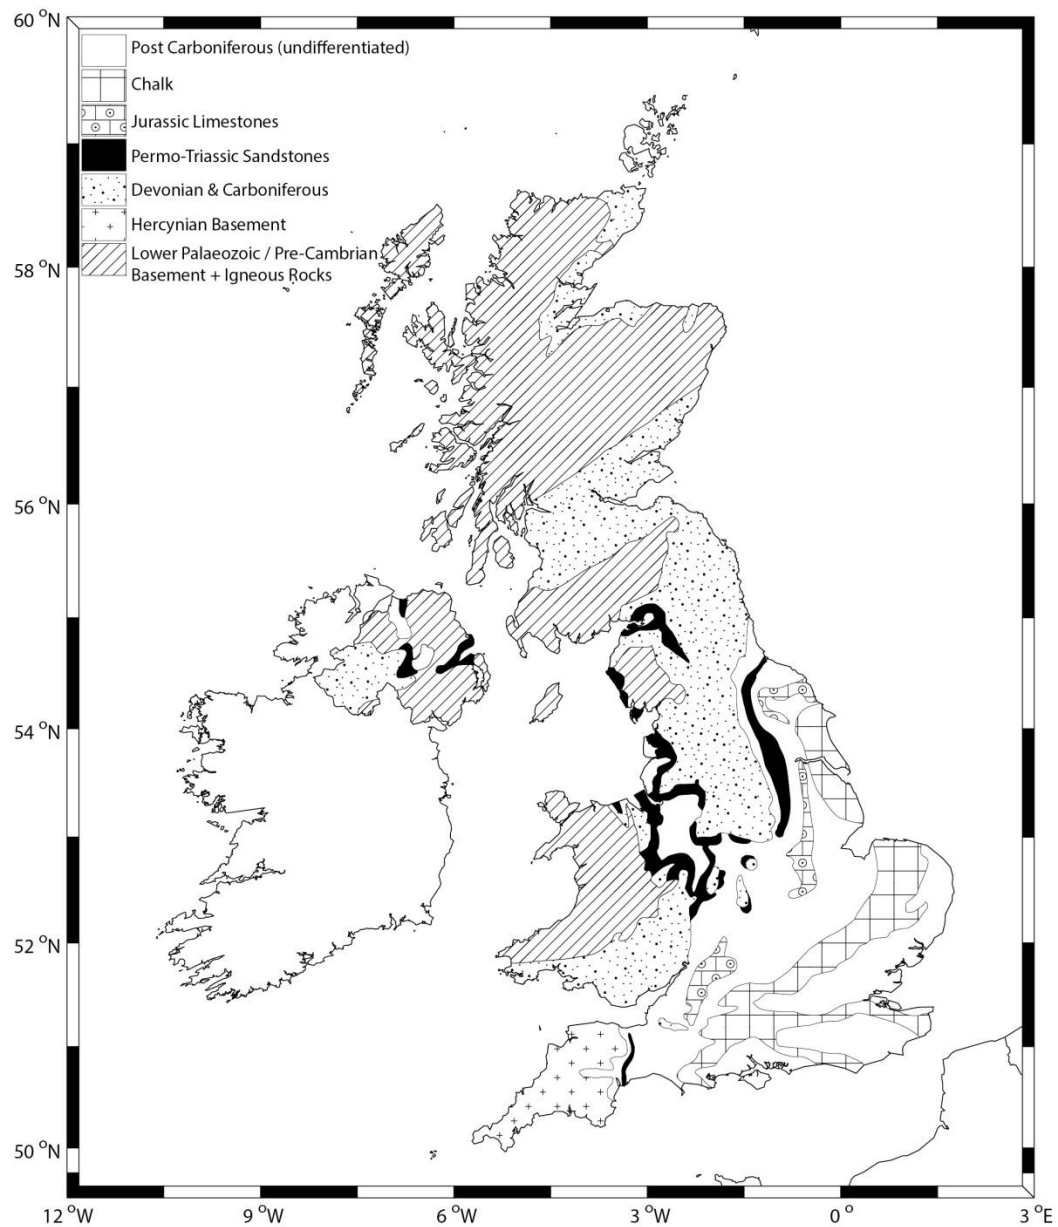 60 °N
Post Carboniferous (undifferentiated)
Chalk
Jurassic Limestones
Permo-Triassic Sandstones
Devonian & Carboniferous
Hercynian Basement
Lower Palaeozoic / Pre-Cambrian
Basement + Igneous Rocks
58 °N
56 °N
54 °N
52 °N
50 °N
12 °W
9 °W
6 °W
3 °W
0 °
3 °E